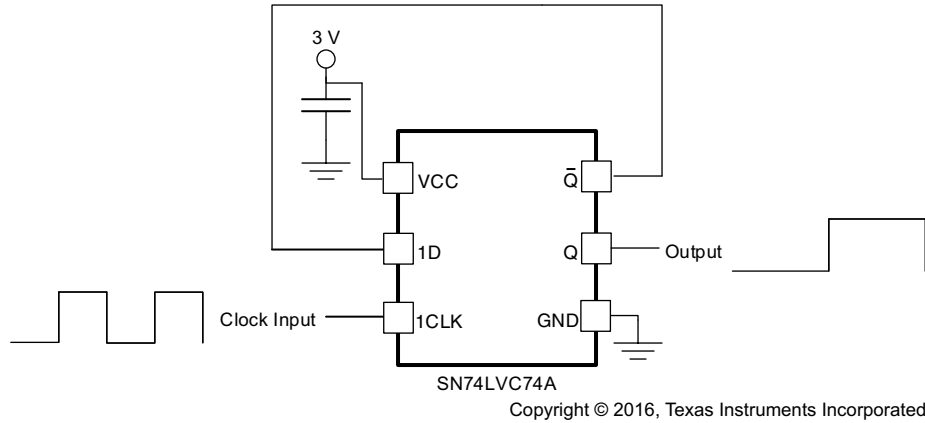 3 V
VCC
Q̄
1D
Q
Output
Clock Input
1CLK
GND
SN74LVC74A
Copyright © 2016, Texas Instruments Incorporated